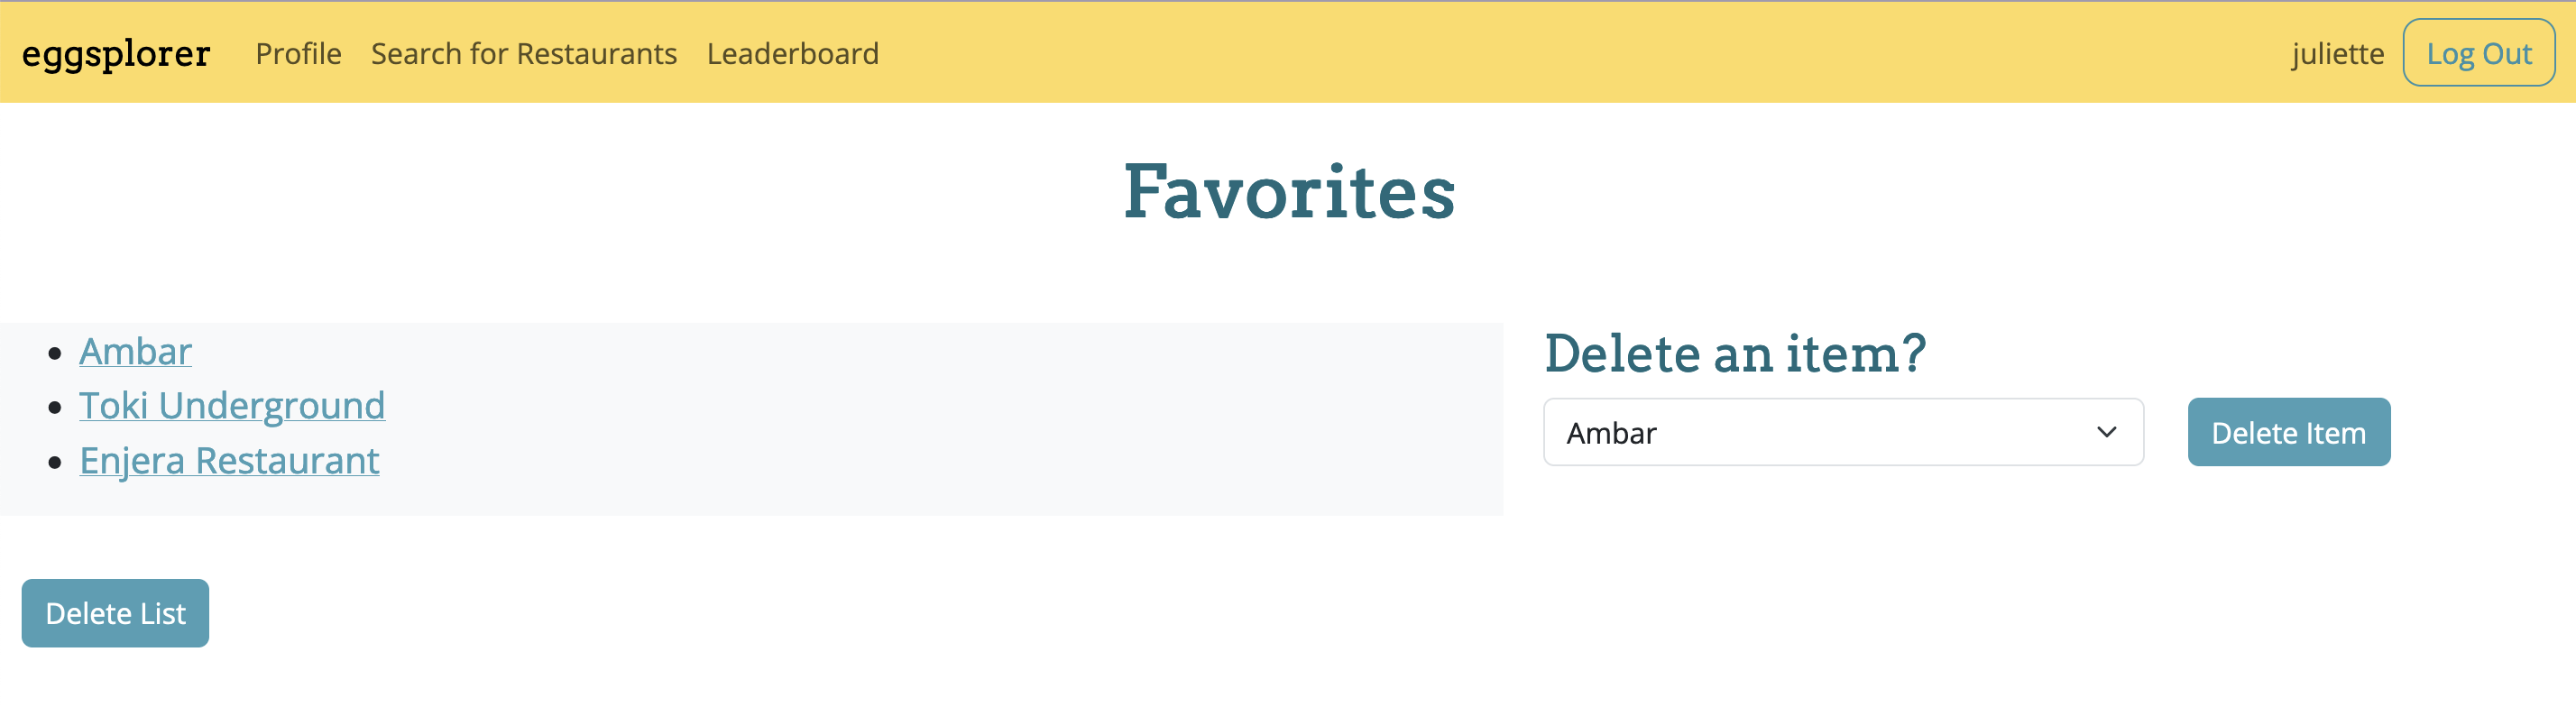 eggsplorer Profile Search for Restaurants Leaderboard juliette Log Out
Favorites
Ambar
Toki Underground
Enjera Restaurant
Delete an item?
Ambar Delete Item
Delete List